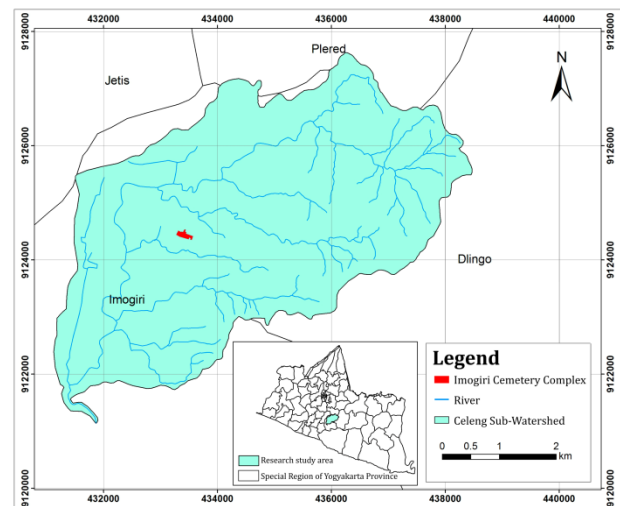 432000 434000 436000 438000 440000
9128000
9128000
Plered
Jetis
N
9126000
9126000
9124000
9124000
Dlingo
Imogiri
9122000
9122000
Legend
Imogiri Cemetery Complex
River
Celeng Sub-Watershed
0 0.5 1 2
km
Research study area
Special Region of Yogyakarta Province
9120000
9120000
432000 434000 436000 438000 440000